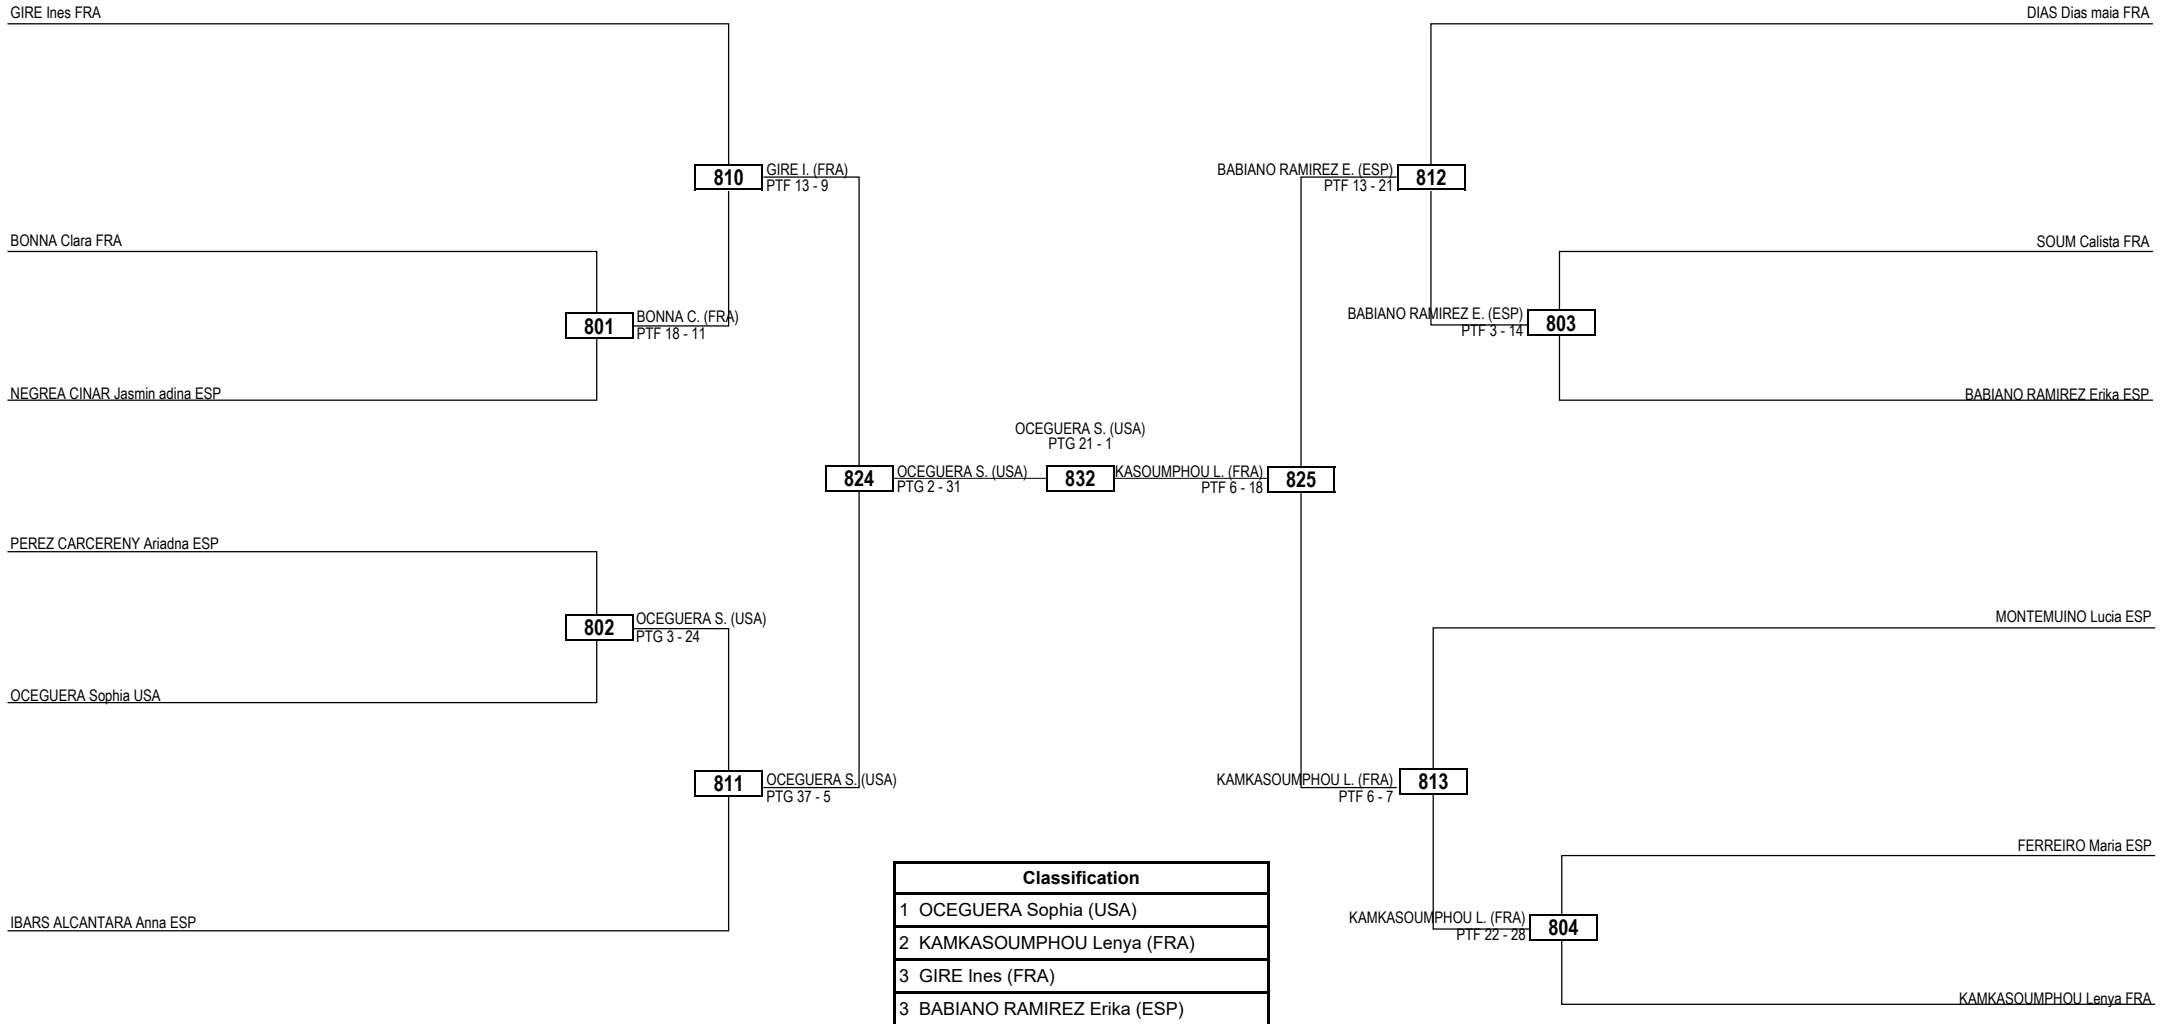 GIRE Ines FRA
DIAS Dias maia FRA
810
GIRE I. (FRA)
PTF 13 - 9
BABIANO RAMIREZ E. (ESP)
PTF 13 - 21
812
BONNA Clara FRA
SOUM Calista FRA
801
BONNA C. (FRA)
PTF 18 - 11
BABIANO RAMIREZ E. (ESP)
PTF 3 - 14
803
NEGREA CINAR Jasmin adina ESP
BABIANO RAMIREZ Erika ESP
OCEGUERA S. (USA)
PTG 21 - 1
824
OCEGUERA S. (USA)
PTG 2 - 31
832
KASOUMPHOU L. (FRA)
PTF 6 - 18
825
PEREZ CARCERENY Ariadna ESP
802
OCEGUERA S. (USA)
PTG 3 - 24
MONTEMUINO Lucia ESP
OCEGUERA Sophia USA
811
OCEGUERA S. (USA)
PTG 37 - 5
KAMKASOUMPHOU L. (FRA)
PTF 6 - 7
813
FERREIRO Maria ESP
IBARS ALCANTARA Anna ESP
KAMKASOUMPHOU L. (FRA)
PTF 22 - 28
804
KAMKASOUMPHOU Lenya FRA
Classification
1 OCEGUERA Sophia (USA)
2 KAMKASOUMPHOU Lenya (FRA)
3 GIRE Ines (FRA)
3 BABIANO RAMIREZ Erika (ESP)